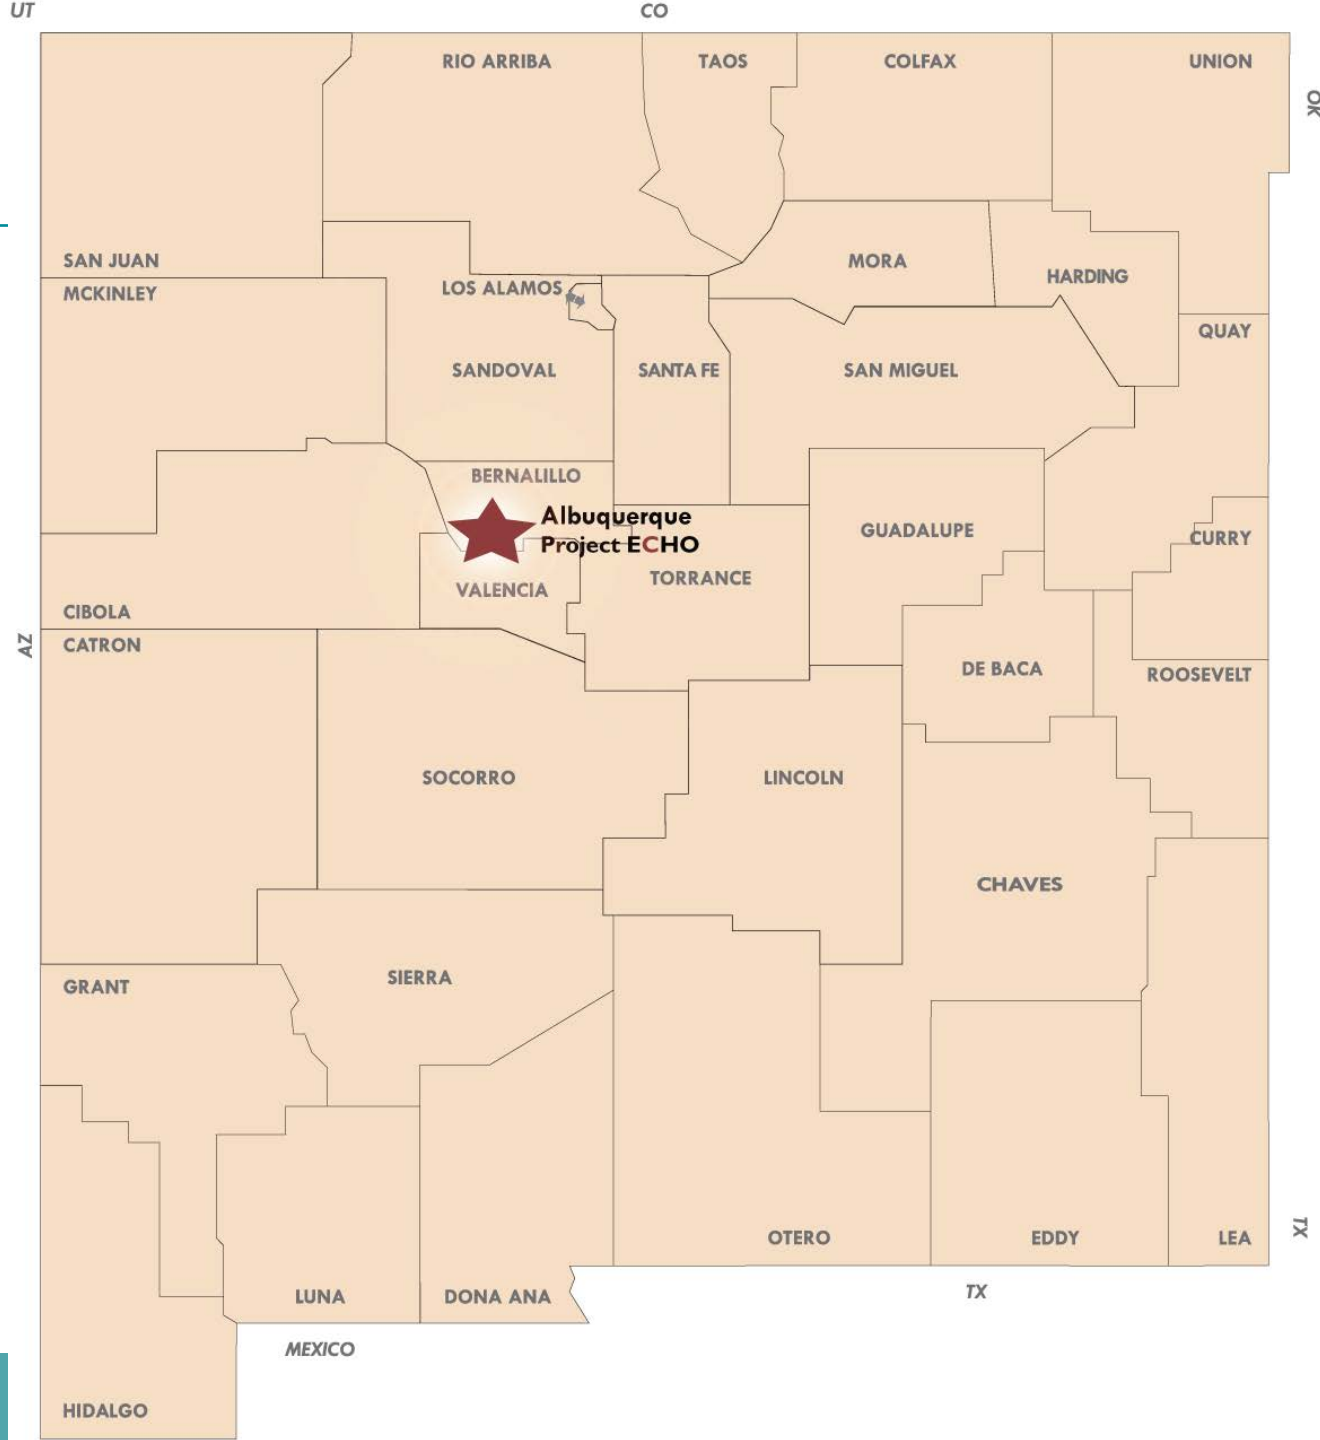 UT
CO
RIO ARRIBA
TAOS
COLFAX
UNION
OK
SAN JUAN
MORA
HARDING
MCKINLEY
LOS ALAMOS
QUAY
SANDOVAL
SANTA FE
SAN MIGUEL
BERNALILLO
Albuquerque
Project ECHO
GUADALUPE
CURRY
TORRANCE
VALENCIA
CIBOLA
AZ
CATRON
DE BACA
ROOSEVELT
SOCORRO
LINCOLN
CHAVES
SIERRA
GRANT
OTERO
EDDY
LEA
TX
TX
LUNA
DONA ANA
MEXICO
HIDALGO